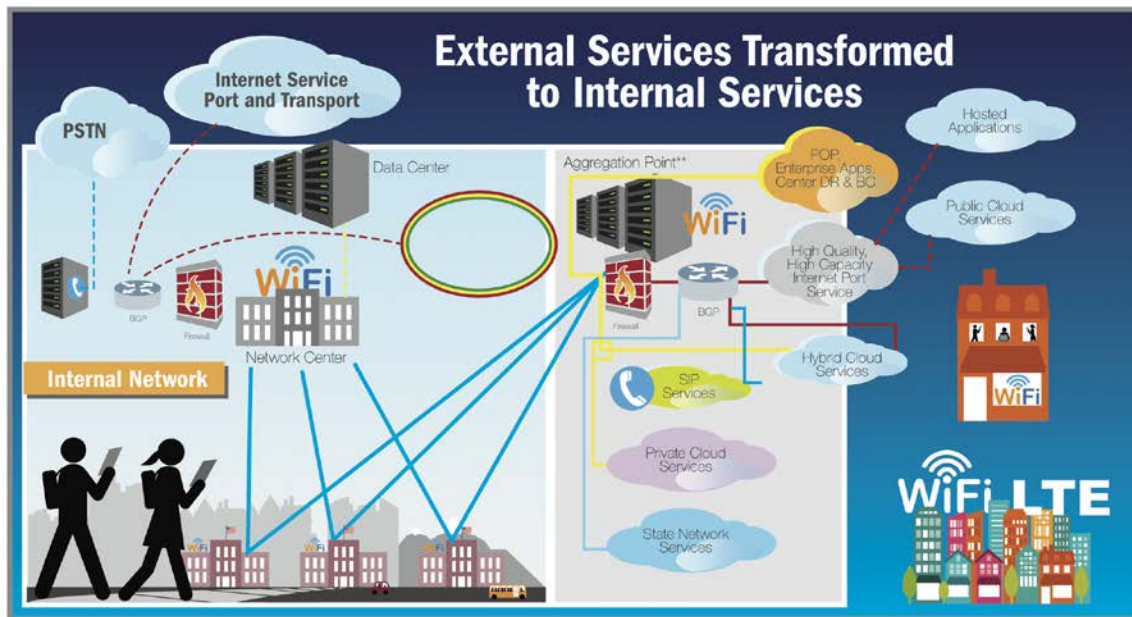 External Services Transformed
to Internal Services
Internet Service
Port and Transport
PSTN
Hosted
Applications
Data Center
Aggregation Point**
POP,
Enterprise Apps,
Center DR & BC
WiFi
Public Cloud
Services
High Quality,
High Capacity
Internet Port
Service
WiFi
BGP
Firewall
Firewall
BGP
Network Center
Hybrid Cloud
Services
Internal Network
SIP
Services
WiFi
Private Cloud
Services
WiFi LTE
State Network
Services
WiFi
WiFi
WiFi